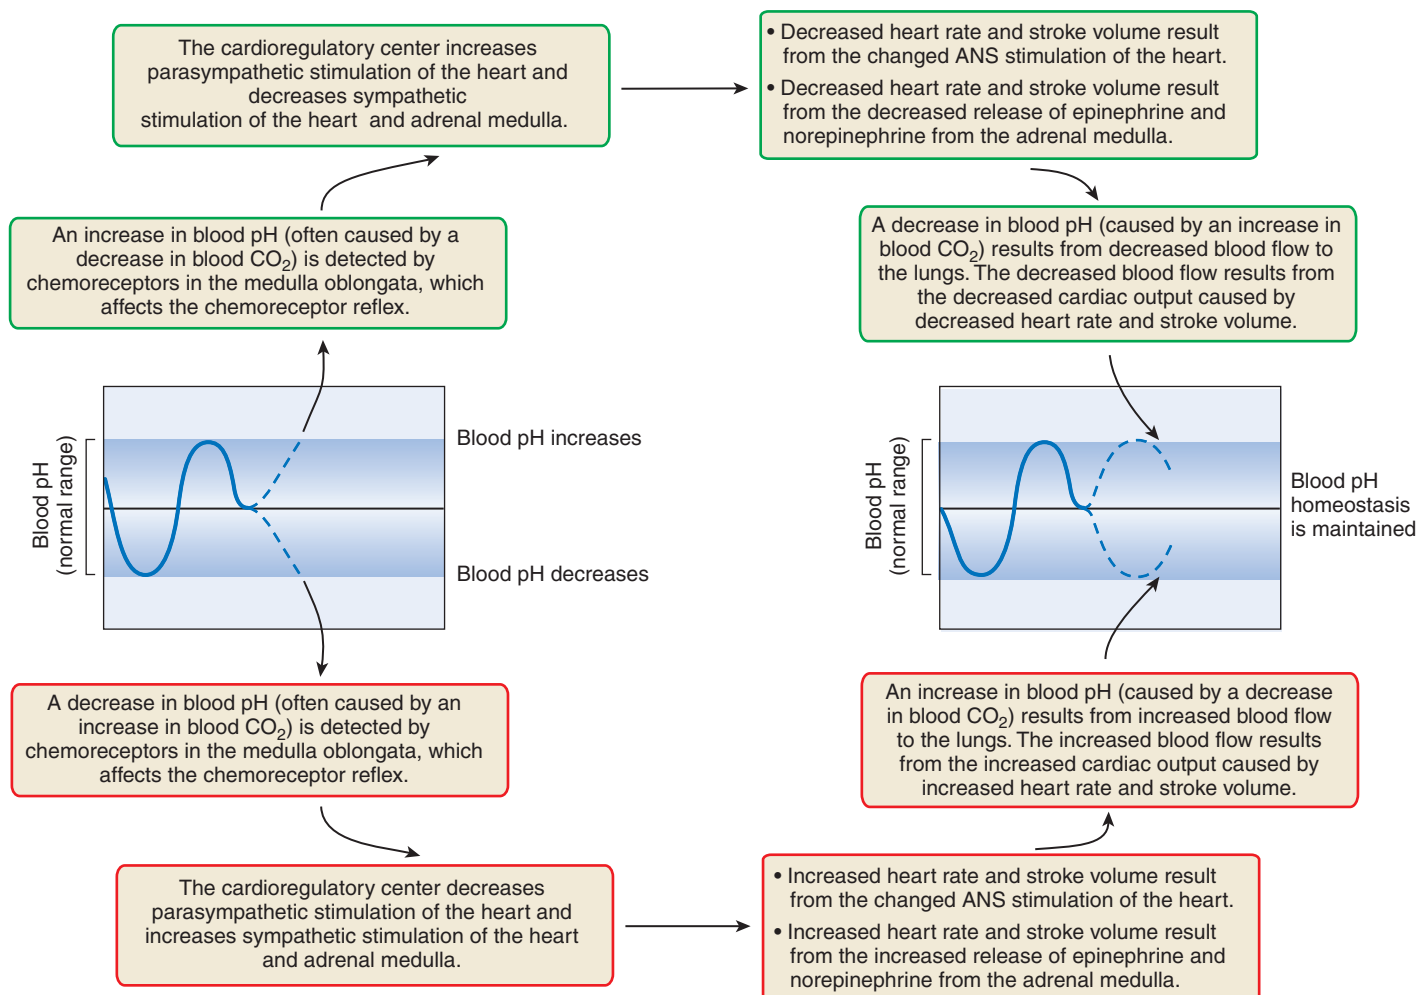 The cardioregulatory center increases
parasympathetic stimulation of the heart and
decreases sympathetic
stimulation of the heart and adrenal medulla.
• Decreased heart rate and stroke volume result
from the changed ANS stimulation of the heart.
• Decreased heart rate and stroke volume result
from the decreased release of epinephrine and
norepinephrine from the adrenal medulla.
An increase in blood pH (often caused by a
decrease in blood CO₂) is detected by
chemoreceptors in the medulla oblongata, which
affects the chemoreceptor reflex.
A decrease in blood pH (caused by an increase in
blood CO₂) results from decreased blood flow to
the lungs. The decreased blood flow results from
the decreased cardiac output caused by
decreased heart rate and stroke volume.
Blood pH
(normal range)
Blood pH increases
Blood pH decreases
Blood pH
(normal range)
Blood pH
homeostasis
is maintained
A decrease in blood pH (often caused by an
increase in blood CO₂) is detected by
chemoreceptors in the medulla oblongata, which
affects the chemoreceptor reflex.
An increase in blood pH (caused by a decrease
in blood CO₂) results from increased blood flow
to the lungs. The increased blood flow results
from the increased cardiac output caused by
increased heart rate and stroke volume.
The cardioregulatory center decreases
parasympathetic stimulation of the heart and
increases sympathetic stimulation of the heart
and adrenal medulla.
• Increased heart rate and stroke volume result
from the changed ANS stimulation of the heart.
• Increased heart rate and stroke volume result
from the increased release of epinephrine and
norepinephrine from the adrenal medulla.